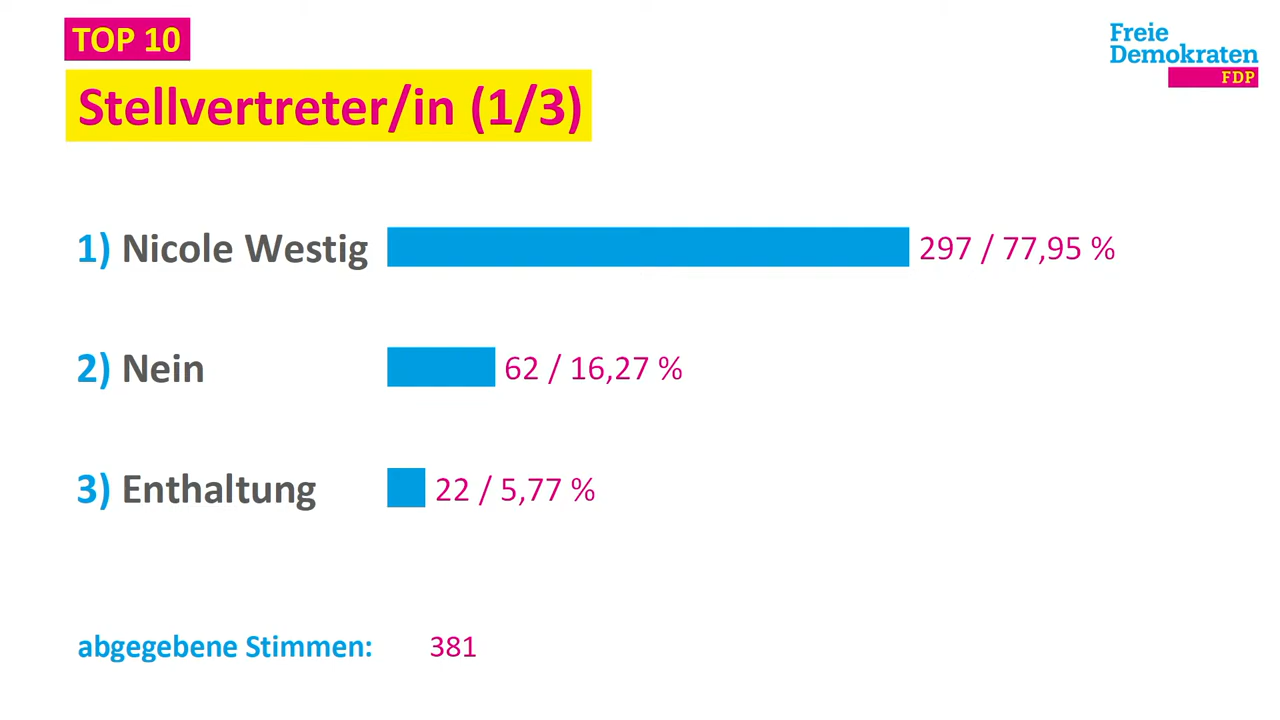 TOP 10
Freie
Demokraten
FDP
Stellvertreter/in (1/3)
1) Nicole Westig 297 / 77,95 %
2) Nein 62 / 16,27 %
3) Enthaltung 22 / 5,77 %
abgegebene Stimmen: 381